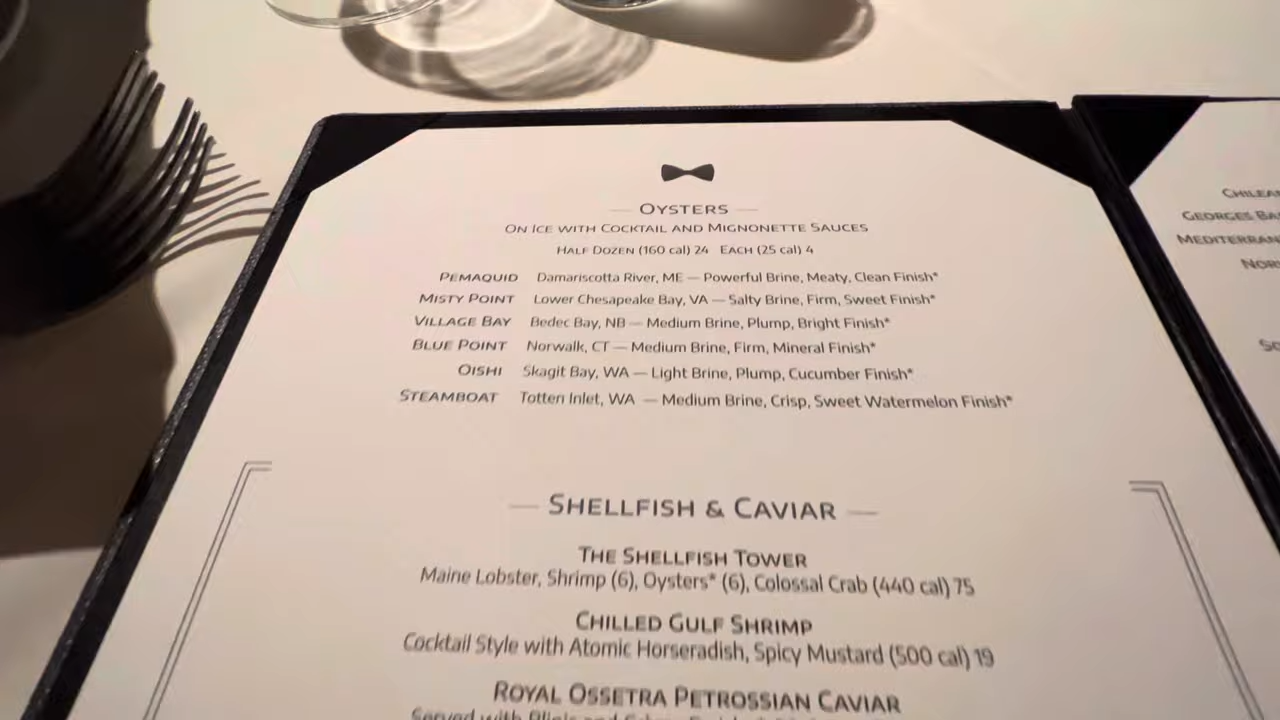 OYSTERS
ON ICE WITH COCKTAIL AND MIGNONETTE SAUCES
HALF DOZEN (160 cal) 24 EACH (25 cal) 4
PEMAQUID Damariscotta River, ME — Powerful Brine, Meaty, Clean Finish*
MISTY POINT Lower Chesapeake Bay, VA — Salty Brine, Firm, Sweet Finish*
VILLAGE BAY Bedec Bay, NB — Medium Brine, Plump, Bright Finish*
BLUE POINT Norwalk, CT — Medium Brine, Firm, Mineral Finish*
OISHI Skagit Bay, WA — Light Brine, Plump, Cucumber Finish*
STEAMBOAT Totten Inlet, WA — Medium Brine, Crisp, Sweet Watermelon Finish*
SHELLFISH & CAVIAR
THE SHELLFISH TOWER
Maine Lobster, Shrimp (6), Oysters* (6), Colossal Crab (440 cal) 75
CHILLED GULF SHRIMP
Cocktail Style with Atomic Horseradish, Spicy Mustard (500 cal) 19
ROYAL OSSETRA PETROSSIAN CAVIAR
Served with
GEORGES